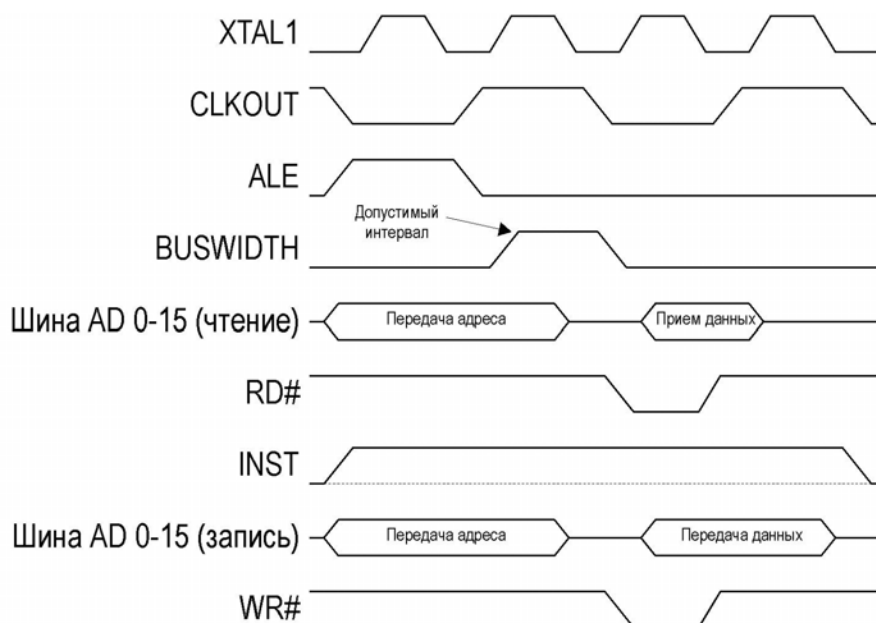 XTAL1
CLKOUT
ALE
Допустимый
интервал
BUSWIDTH
Шина AD 0-15 (чтение)
Передача адреса
Прием данных
RD#
INST
Шина AD 0-15 (запись)
Передача адреса
Передача данных
WR#